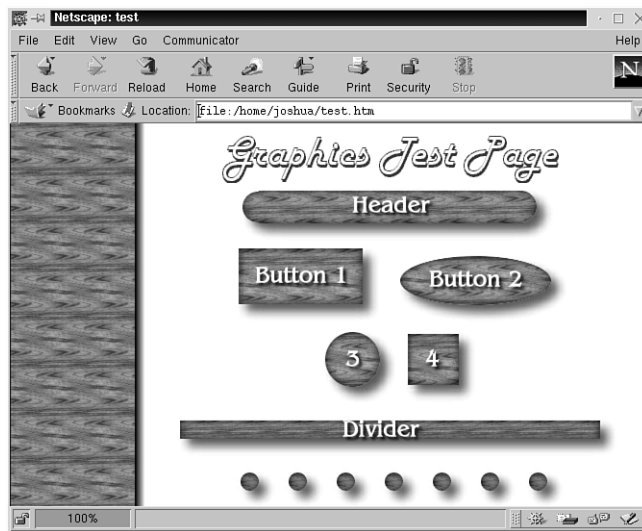 Netscape: test
File Edit View Go Communicator Help
Back Forward Reload Home Search Guide Print Security Stop N
Bookmarks Location: file:/home/joshua/test.htm
Graphics Test Page
Header
Button 1 Button 2
3 4
Divider
100%